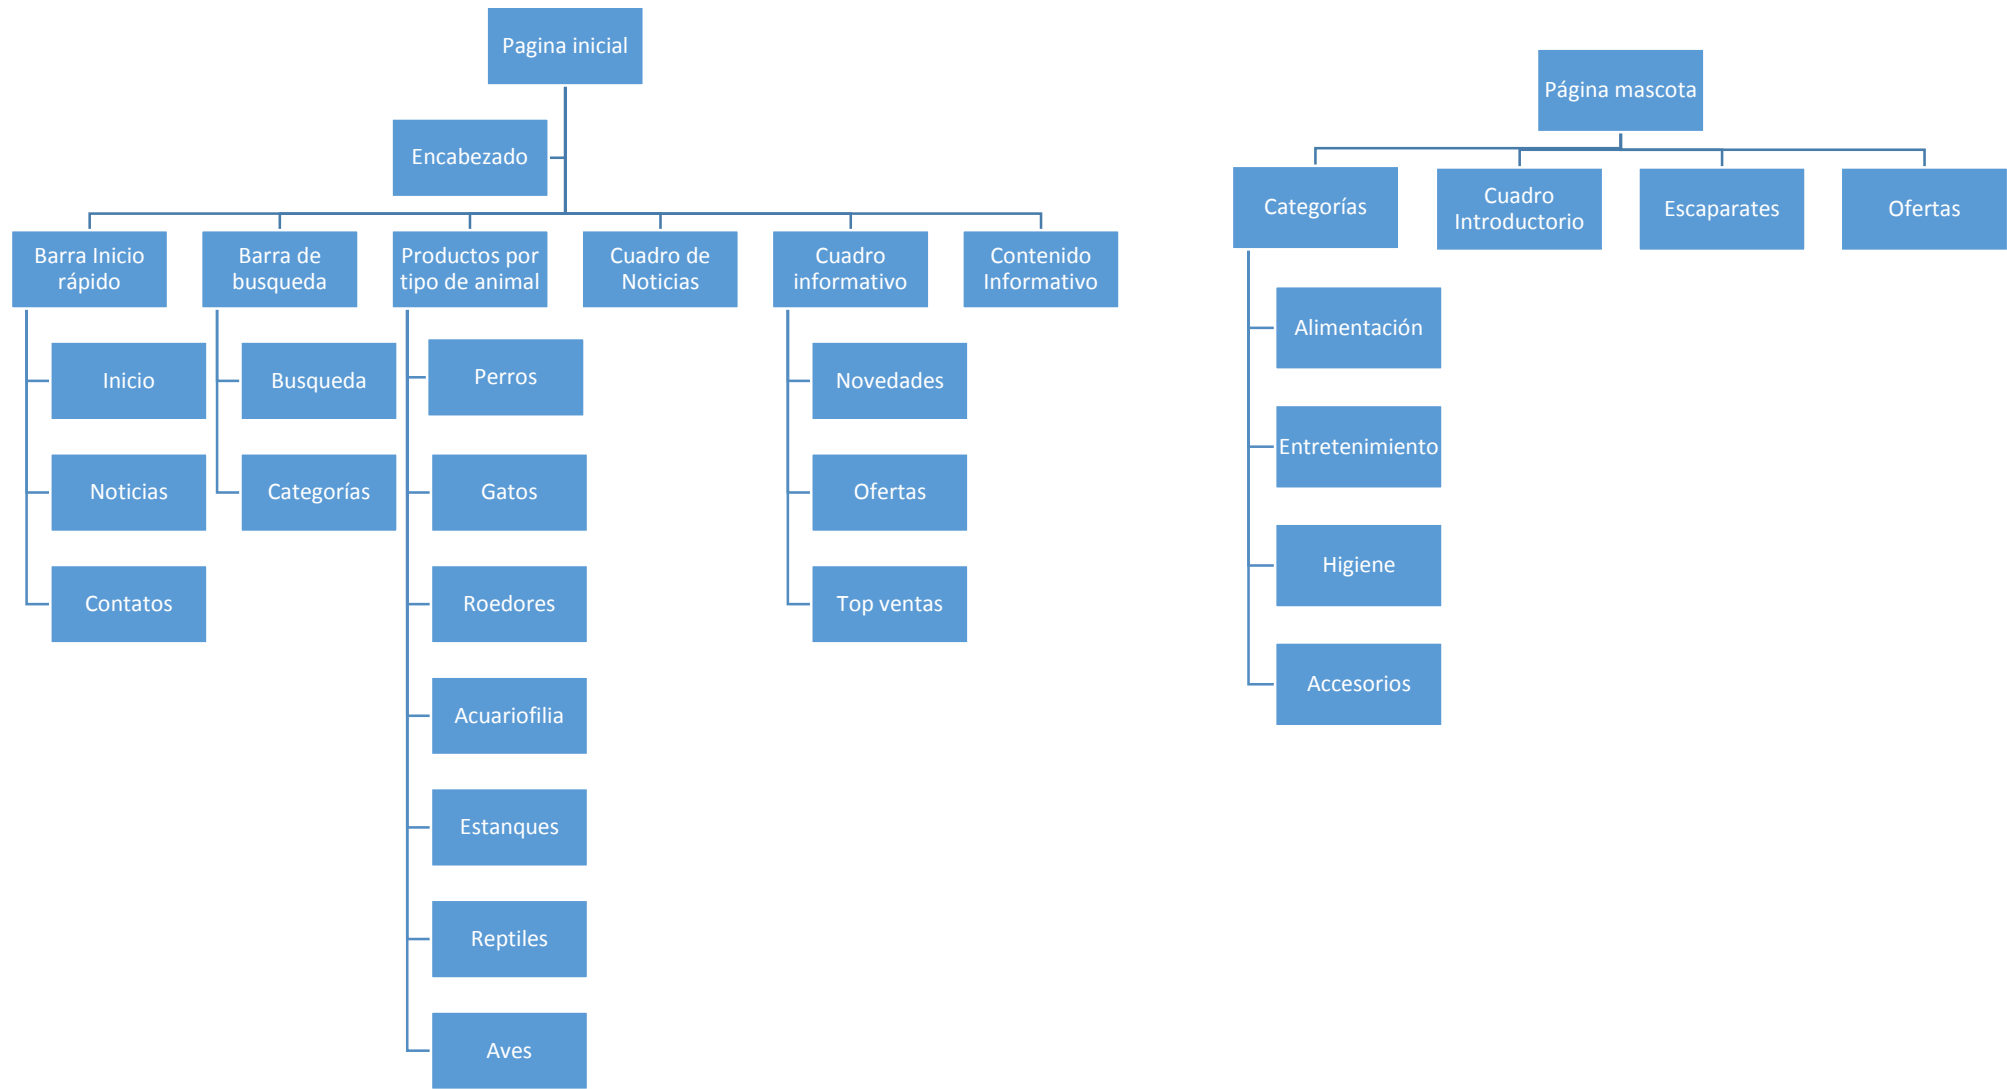 Pagina inicial
Encabezado
Barra Inicio
rápido
Inicio
Noticias
Contatos
Barra de
busqueda
Busqueda
Categorías
Productos por
tipo de animal
Perros
Gatos
Roedores
Acuariofilia
Estanques
Reptiles
Aves
Cuadro de
Noticias
Cuadro
informativo
Novedades
Ofertas
Top ventas
Contenido
Informativo
Página mascota
Categorías
Alimentación
Entretenimiento
Higiene
Accesorios
Cuadro
Introductorio
Escaparates
Ofertas